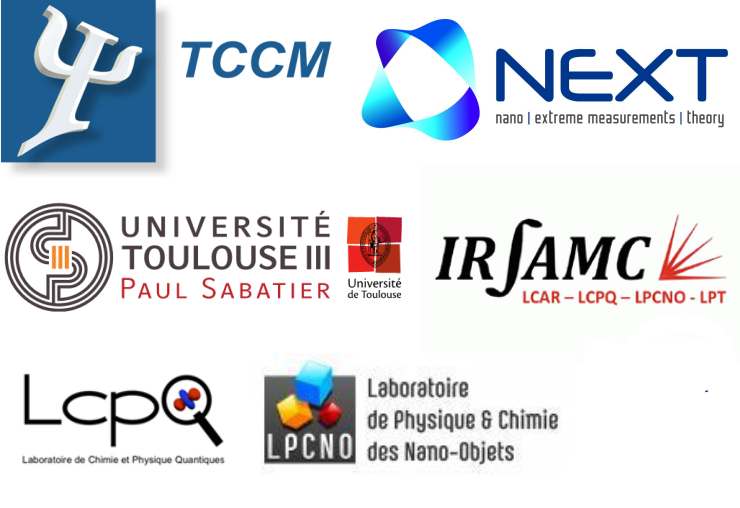 TCCM
NEXT
nano | extreme measurements | theory
UNIVERSITÉ
TOULOUSE III
PAUL SABATIER
Université
de Toulouse
IRSAMC
LCAR – LCPQ – LPCNO - LPT
LCPQ
Laboratoire de Chimie et Physique Quantiques
LPCNO
Laboratoire
de Physique & Chimie
des Nano-Objets
-